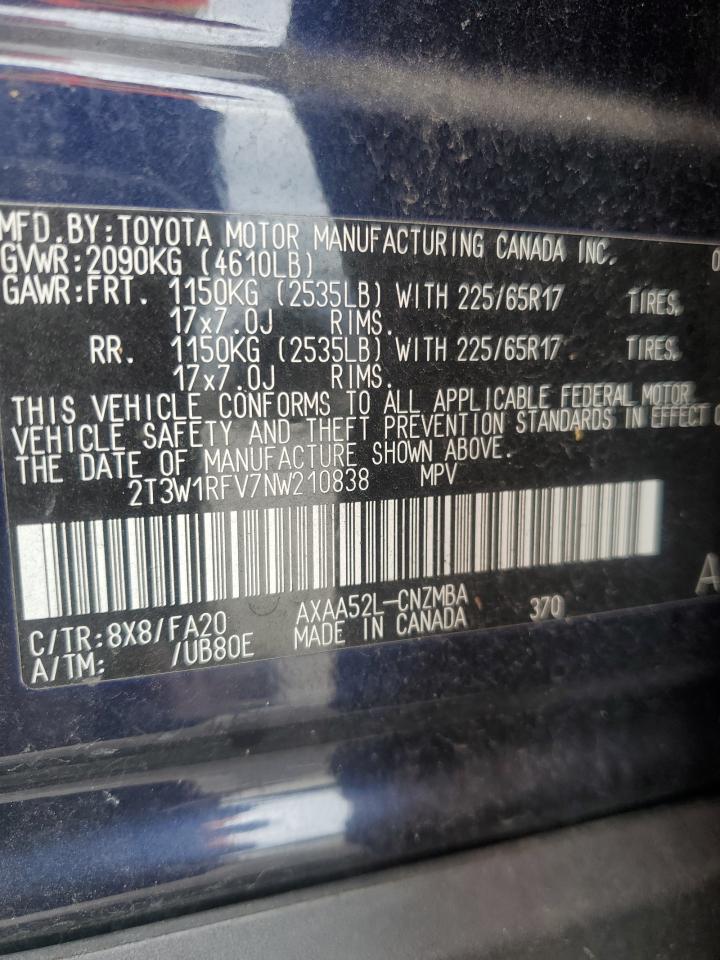 MFD.BY:TOYOTA MOTOR MANUFACTURING CANADA INC.
GVWR:2090KG (4610LB)
GAWR:FRT. 1150KG (2535LB) WITH 225/65R17 TIRES,
17x7.0J RIMS.
RR. 1150KG (2535LB) WITH 225/65R17 TIRES,
17x7.0J RIMS.
THIS VEHICLE CONFORMS TO ALL APPLICABLE FEDERAL MOTOR
VEHICLE SAFETY AND THEFT PREVENTION STANDARDS IN EFFECT
THE DATE OF MANUFACTURE SHOWN ABOVE.
2T3W1RFV7NW210838 MPV
C/TR:8X8/FA20 AXAA52L-CNZMBA 370
A/TM: /UB80E MADE IN CANADA